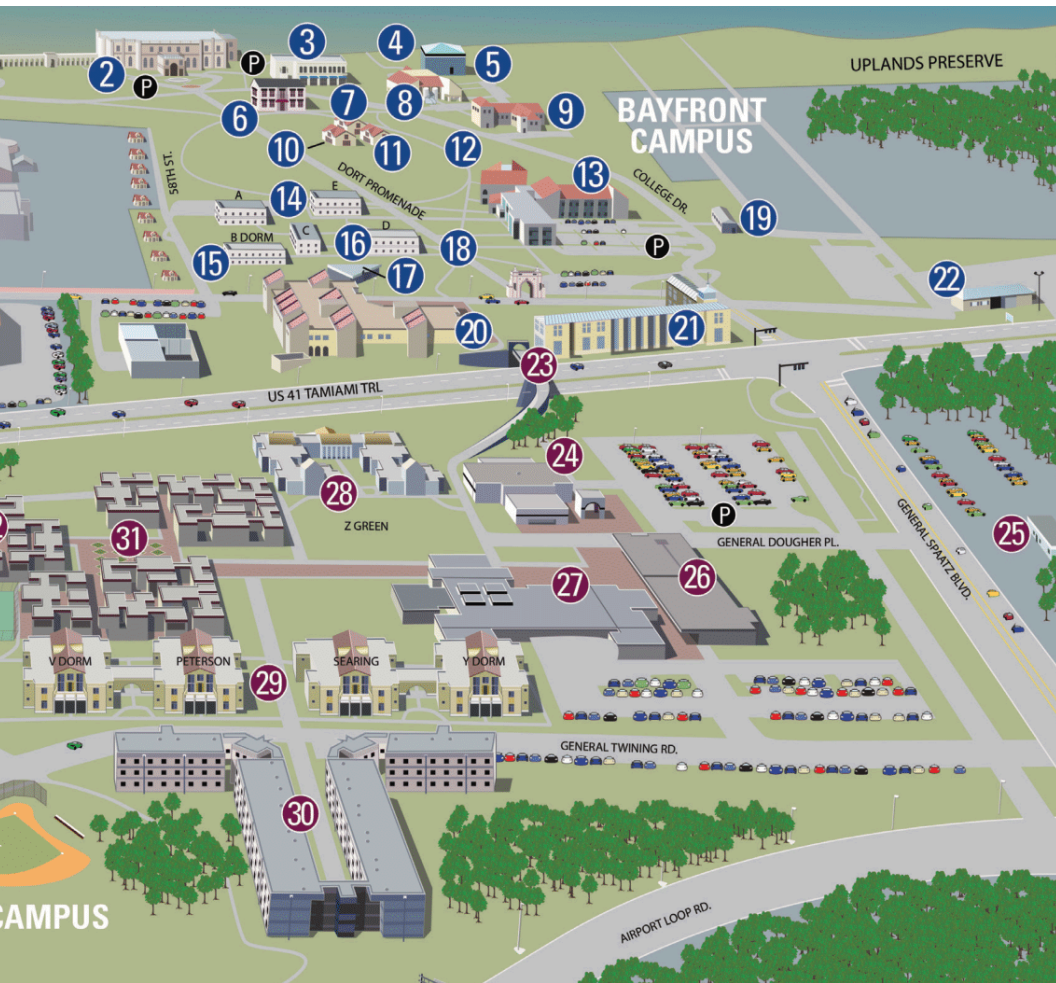 UPLANDS PRESERVE
2
P
P
3
4
5
6
7
8
9
BAYFRONT
CAMPUS
10
11
12
13
58TH ST.
DORT PROMENADE
COLLEGE DR.
A
14
E
B DORM
C
16
D
15
17
18
P
19
20
21
22
US 41 TAMIAMI TRL
23
24
28
Z GREEN
P
GENERAL DOUGHER PL.
GENERAL SPAATZ BLVD.
25
31
27
26
V DORM
PETERSON
SEARING
Y DORM
29
GENERAL TWINING RD.
30
CAMPUS
AIRPORT LOOP RD.